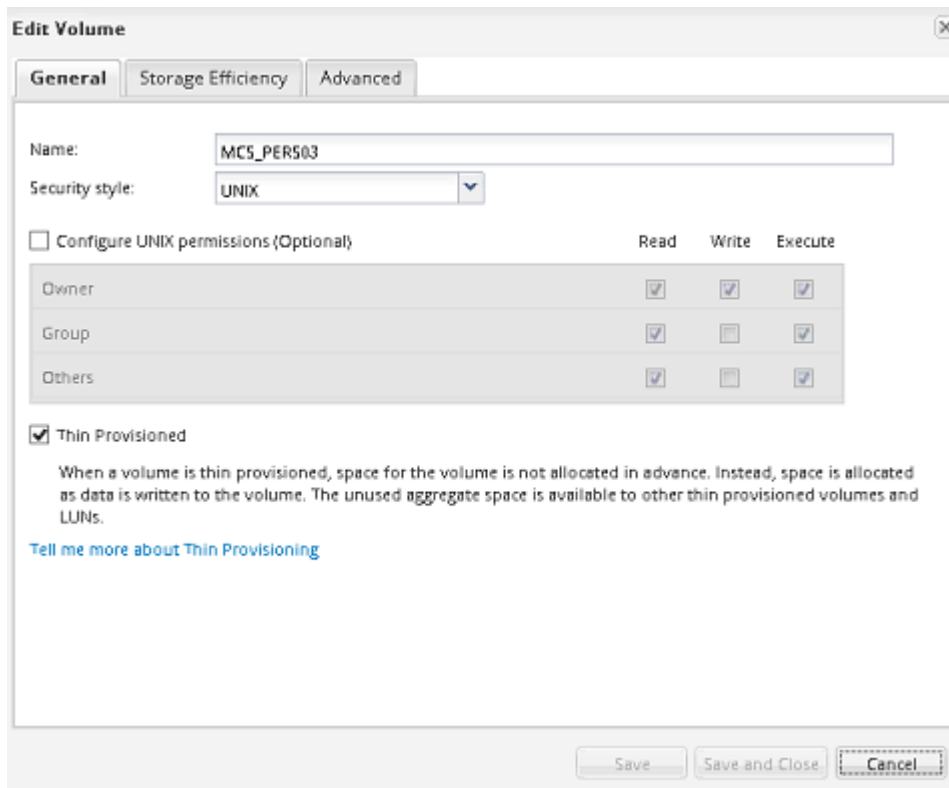 Edit Volume
General Storage Efficiency Advanced
Name: MCS_PERS03
Security style: UNIX
Configure UNIX permissions (Optional) Read Write Execute
Owner
Group
Others
Thin Provisioned
When a volume is thin provisioned, space for the volume is not allocated in advance. Instead, space is allocated
as data is written to the volume. The unused aggregate space is available to other thin provisioned volumes and
LUNs.
Tell me more about Thin Provisioning
Save Save and Close Cancel